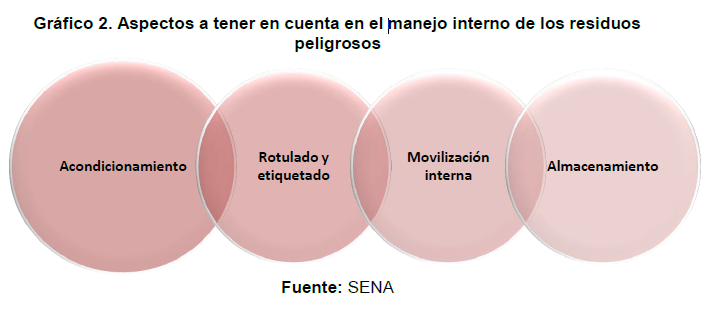 Gráfico 2. Aspectos a tener en cuenta en el manejo interno de los residuos
peligrosos
Acondicionamiento
Rotulado y
etiquetado
Movilización
interna
Almacenamiento
Fuente: SENA